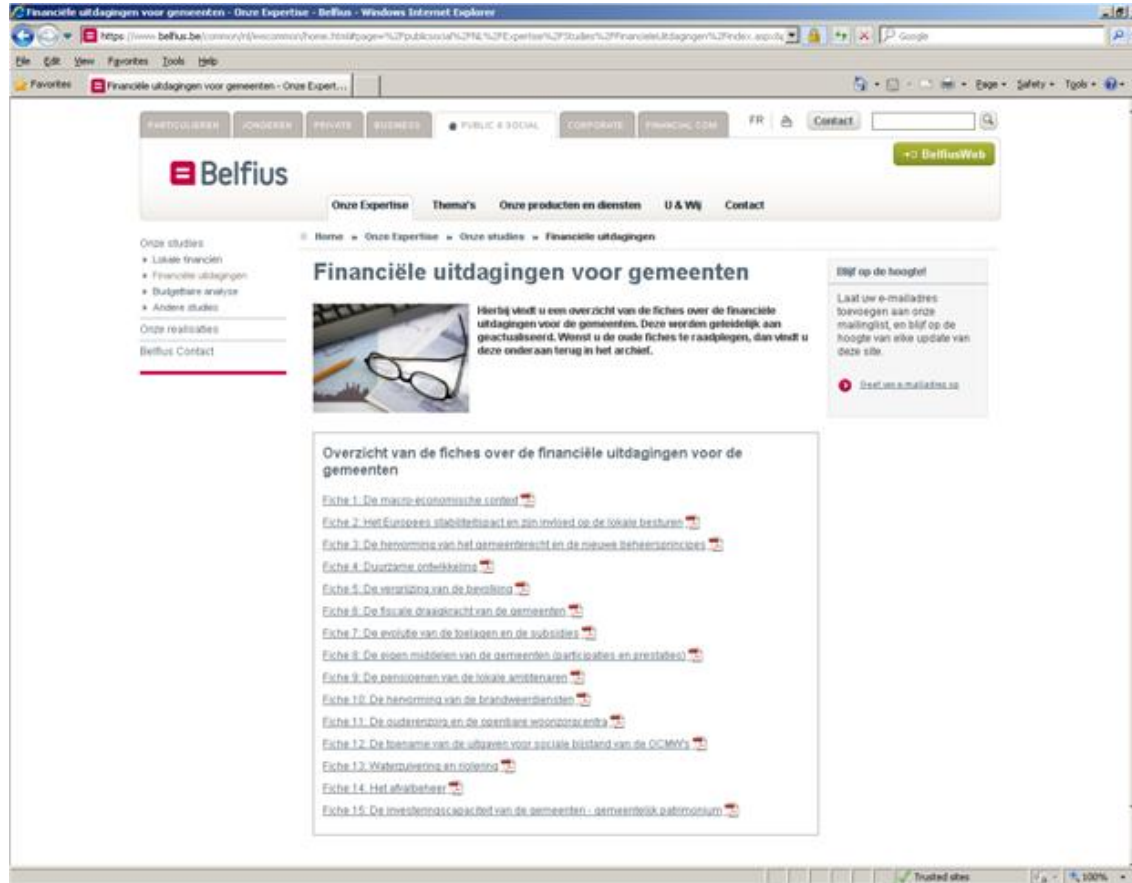 Financiële uitdagingen voor gemeenten - Onze Expertise - Belfius - Windows Internet Explorer
Google
File Edit View Favorites Tools Help
Favorites Financiële uitdagingen voor gemeenten - Onze Expert... Page Safety Tools
PARTICULIEREN JONGEREN PRIVATE BUSINESS PUBLIC & SOCIAL CORPORATE FINANCIAL COM FR Contact
BelfiusWeb
Belfius
Onze Expertise Thema's Onze producten en diensten U & Wij Contact
Home » Onze Expertise » Onze studies » Financiële uitdagingen
Onze studies
Lokale financiën
Financiële uitdagingen
Budgettaire analyse
Andere studies
Onze realisaties
Belfius Contact
Financiële uitdagingen voor gemeenten
Hierbij vindt u een overzicht van de fiches over de financiële
uitdagingen voor de gemeenten. Deze worden geleidelijk aan
geactualiseerd. Wenst u de oude fiches te raadplegen, dan vindt u
deze onderaan terug in het archief.
Blijf op de hoogte!
Laat uw e-mailadres
toevoegen aan onze
mailinglist, en blijf op de
hoogte van elke update van
deze site.
Geef uw e-mailadres op
Overzicht van de fiches over de financiële uitdagingen voor de
gemeenten
Fiche 1: De macro-economische context
Fiche 2: Het Europees stabiliteitspact en zijn invloed op de lokale besturen
Fiche 3: De hervorming van het gemeenterecht en de nieuwe beheersprincipes
Fiche 4: Duurzame ontwikkeling
Fiche 5: De vergrijzing van de bevolking
Fiche 6: De fiscale draagkracht van de gemeenten
Fiche 7: De evolutie van de toelagen en de subsidies
Fiche 8: De eigen middelen van de gemeenten (participaties en prestaties)
Fiche 9: De pensioenen van de lokale ambtenaren
Fiche 10: De hervorming van de brandweerdiensten
Fiche 11: De ouderenzorg en de openbare woonzorgcentra
Fiche 12: De toename van de uitgaven voor sociale bijstand van de OCMW's
Fiche 13: Waterzuivering en riolering
Fiche 14: Het afvalbeheer
Fiche 15: De investeringscapaciteit van de gemeenten - gemeentelijk patrimonium
Trusted sites 100%